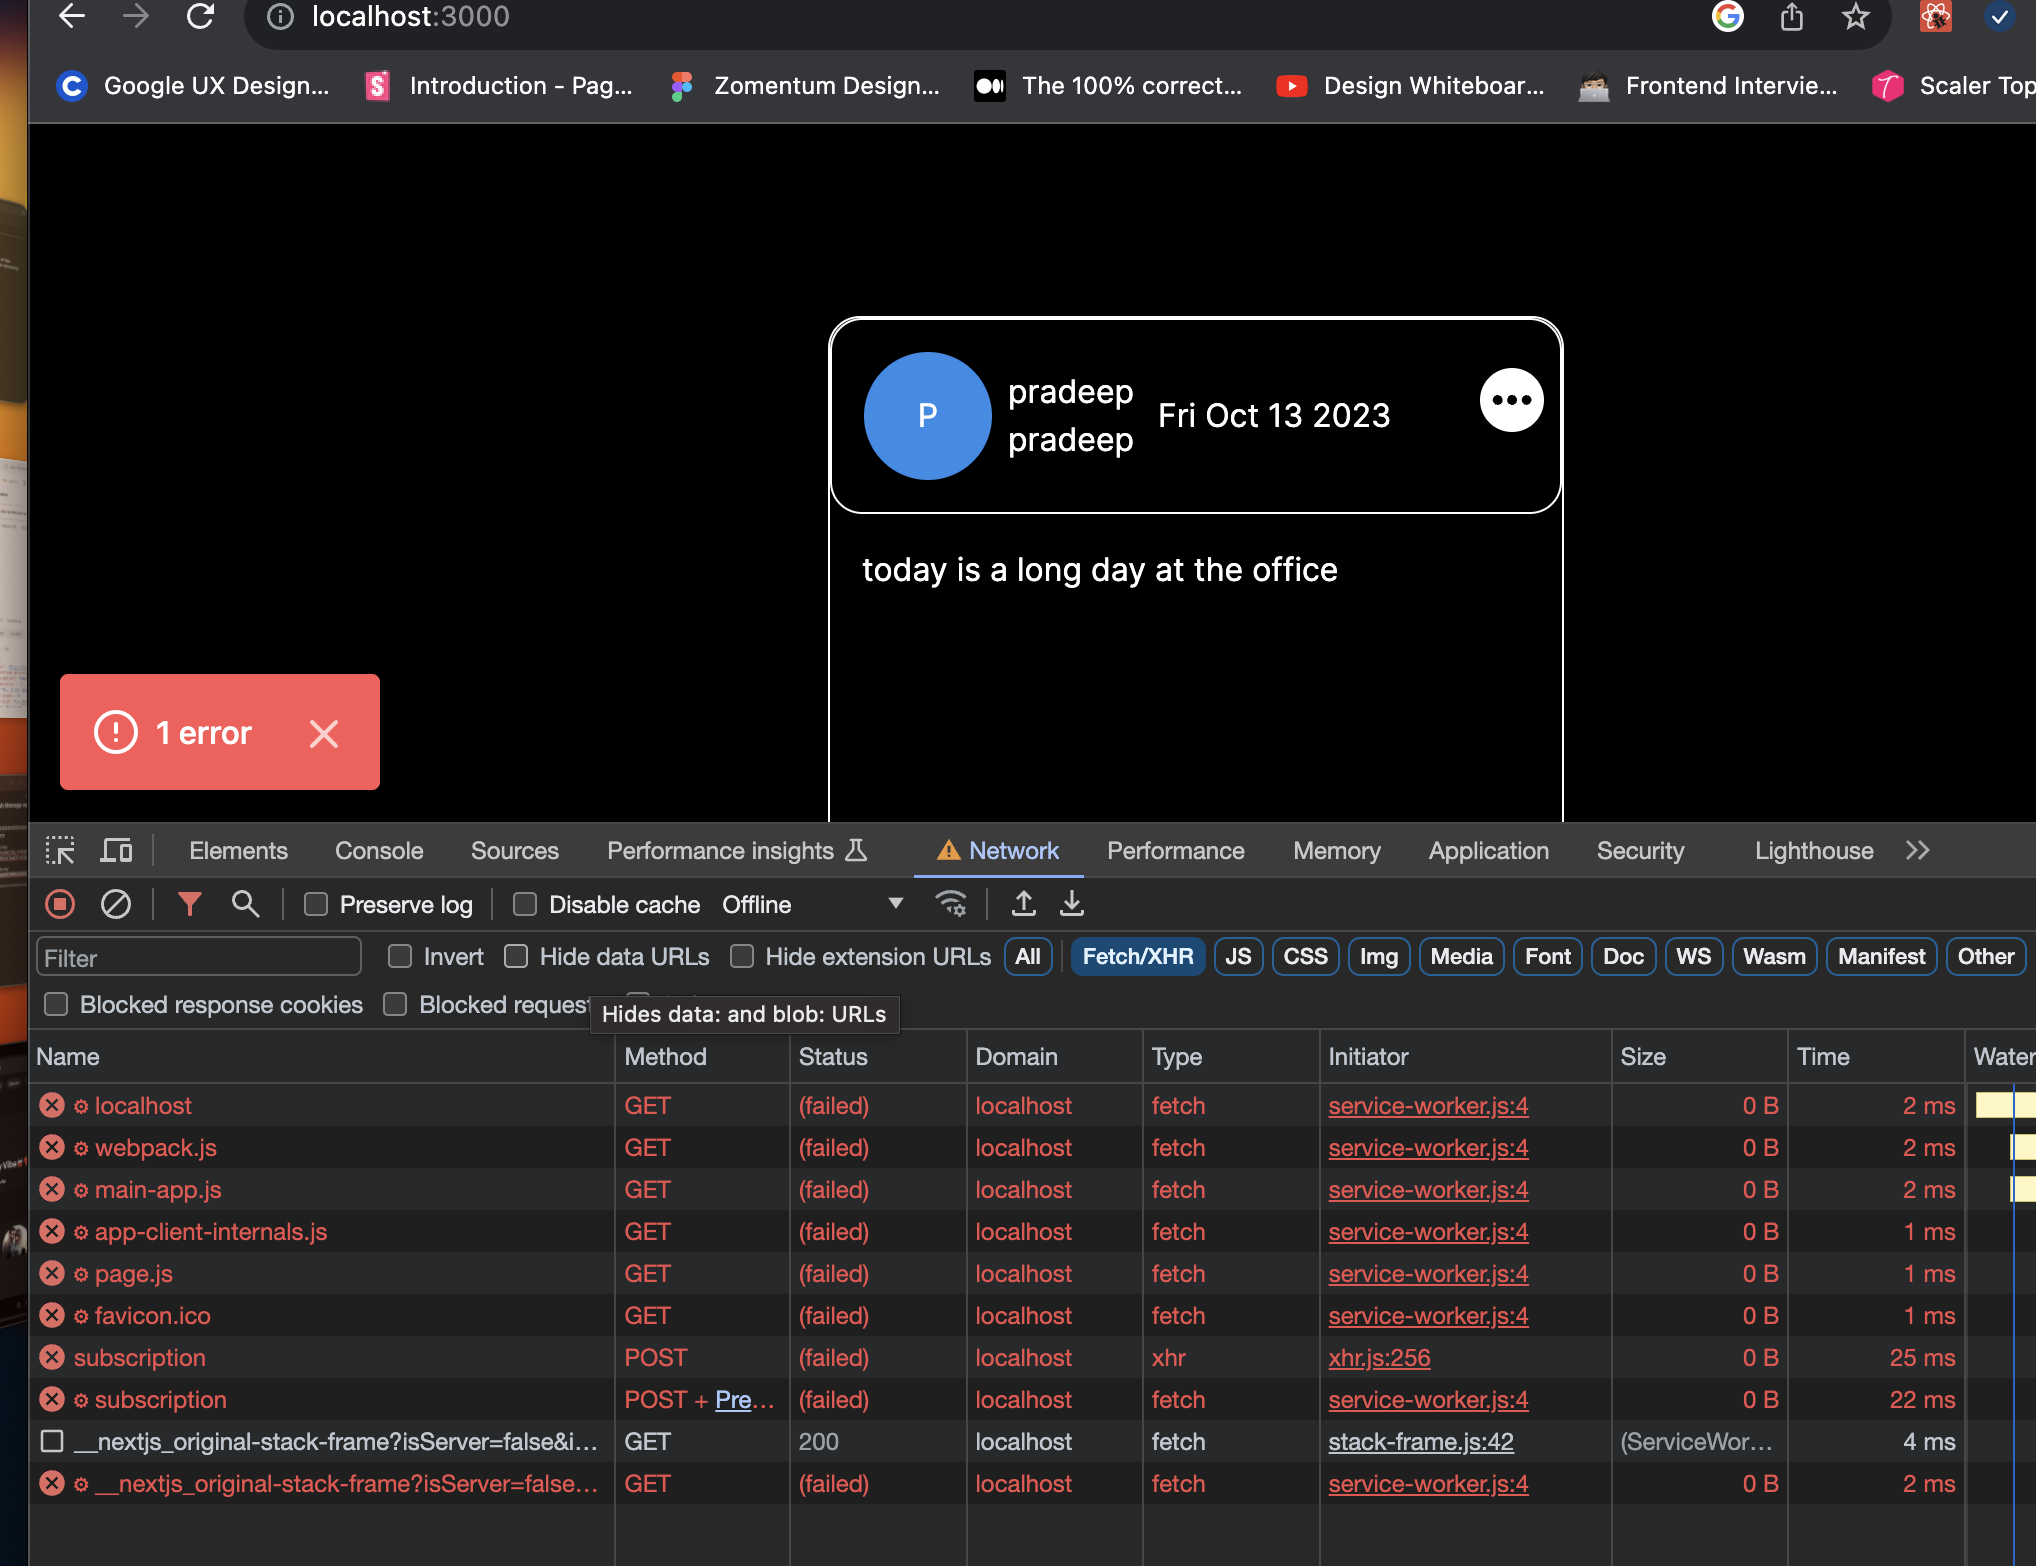 localhost:3000
Google UX Design... Introduction - Pag... Zomentum Design... The 100% correct... Design Whiteboar... Frontend Intervie... Scaler Top
P
pradeep
pradeep
Fri Oct 13 2023
today is a long day at the office
1 error
Elements Console Sources Performance insights Network Performance Memory Application Security Lighthouse
Preserve log Disable cache Offline
Filter Invert Hide data URLs Hide extension URLs All Fetch/XHR JS CSS Img Media Font Doc WS Wasm Manifest Other
Blocked response cookies Blocked request
Hides data: and blob: URLs
Name Method Status Domain Type Initiator Size Time Water
localhost GET (failed) localhost fetch service-worker.js:4 0 B 2 ms
webpack.js GET (failed) localhost fetch service-worker.js:4 0 B 2 ms
main-app.js GET (failed) localhost fetch service-worker.js:4 0 B 2 ms
app-client-internals.js GET (failed) localhost fetch service-worker.js:4 0 B 1 ms
page.js GET (failed) localhost fetch service-worker.js:4 0 B 1 ms
favicon.ico GET (failed) localhost fetch service-worker.js:4 0 B 1 ms
subscription POST (failed) localhost xhr xhr.js:256 0 B 25 ms
subscription POST + Pre... (failed) localhost fetch service-worker.js:4 0 B 22 ms
__nextjs_original-stack-frame?isServer=false&i... GET 200 localhost fetch stack-frame.js:42 (ServiceWor... 4 ms
__nextjs_original-stack-frame?isServer=false... GET (failed) localhost fetch service-worker.js:4 0 B 2 ms